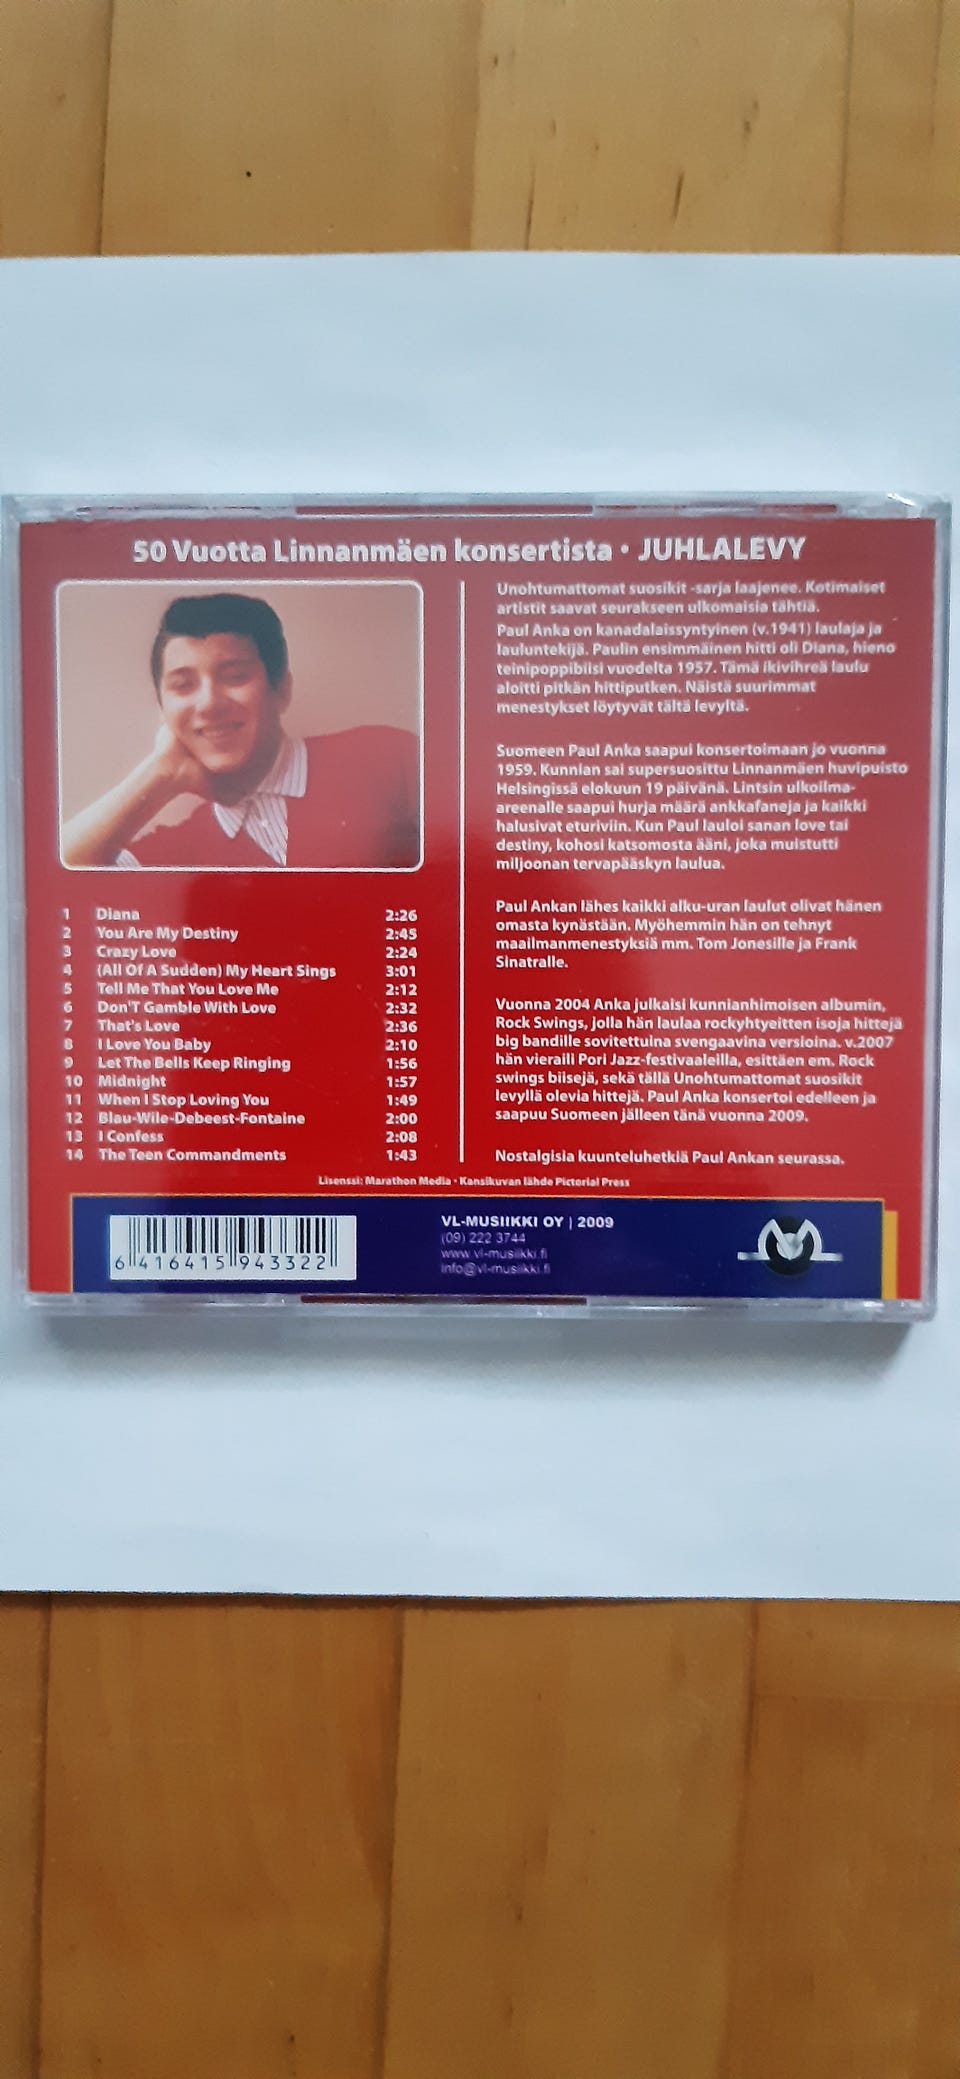 50 Vuotta Linnanmäen konsertista • JUHLALEVY
Unohtumattomat suosikit -sarja laajenee. Kotimaiset
artistit saavat seurakseen ulkomaisia tähtiä.
Paul Anka on kanadalaissyntyinen (v.1941) laulaja ja
lauluntekijä. Paulin ensimmäinen hitti oli Diana, hieno
teinipoppibiisi vuodelta 1957. Tämä ikivihreä laulu
aloitti pitkän hittiputken. Näistä suurimmat
menestykset löytyvät tältä levyltä.
Suomeen Paul Anka saapui konsertoimaan jo vuonna
1959. Kunnian sai supersuosittu Linnanmäen huvipuisto
Helsingissä elokuun 19 päivänä. Lintsin ulkoilma-
areenalle saapui hurja määrä ankkafaneja ja kaikki
halusivat eturiviin. Kun Paul lauloi sanan love tai
destiny, kohosi katsomosta ääni, joka muistutti
miljoonan tervapääskyn laulua.
Paul Ankan lähes kaikki alku-uran laulut olivat hänen
omasta kynästään. Myöhemmin hän on tehnyt
maailmanmenestyksiä mm. Tom Jonesille ja Frank
Sinatralle.
Vuonna 2004 Anka julkaisi kunnianhimoisen albumin,
Rock Swings, jolla hän laulaa rockyhtyeitten isoja hittejä
big bandille sovitettuina svengaavina versioina. v.2007
hän vieraili Pori Jazz-festivaaleilla, esittäen em. Rock
swings biisejä, sekä tällä Unohtumattomat suosikit
levyllä olevia hittejä. Paul Anka konsertoi edelleen ja
saapuu Suomeen jälleen tänä vuonna 2009.
Nostalgisia kuunteluhetkiä Paul Ankan seurassa.
1 Diana 2:26
2 You Are My Destiny 2:45
3 Crazy Love 2:24
4 (All Of A Sudden) My Heart Sings 3:01
5 Tell Me That You Love Me 2:12
6 Don'T Gamble With Love 2:32
7 That's Love 2:36
8 I Love You Baby 2:10
9 Let The Bells Keep Ringing 1:56
10 Midnight 1:57
11 When I Stop Loving You 1:49
12 Blau-Wile-Debeest-Fontaine 2:00
13 I Confess 2:08
14 The Teen Commandments 1:43
Lisenssi: Marathon Media • Kansikuvan lähde Pictorial Press
6 416415 943322
VL-MUSIIKKI OY | 2009
(09) 222 3744
www.vl-musiikki.fi
info@vl-musiikki.fi